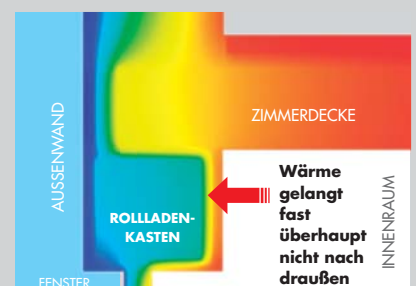 AUSSENWAND
ZIMMERDECKE
ROLLLADEN-
KASTEN
Wärme
gelangt
fast
überhaupt
nicht nach
draußen
INNENRAUM
FENSTER